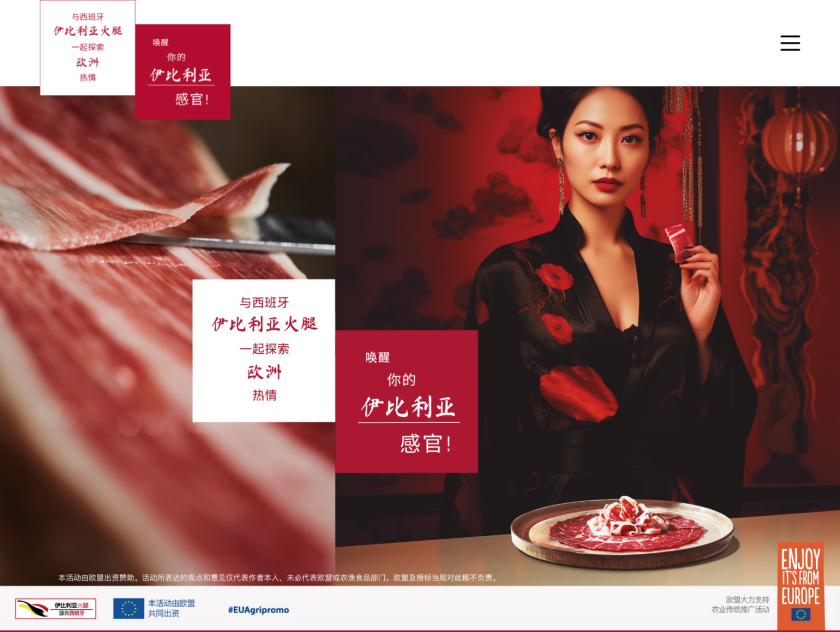 与西班牙
伊比利亚火腿
一起探索
欧洲
热情
唤醒
你的
伊比利亚
感官!
与西班牙
伊比利亚火腿
一起探索
欧洲
热情
唤醒
你的
伊比利亚
感官!
本活动由欧盟出资赞助。活动所表达的观点和意见仅代表作者本人，未必代表欧盟或农渔食品部门。欧盟及授标当局对此概不负责。
伊比利亚火腿
源自西班牙
本活动由欧盟
共同出资
#EUAgripromo
欧盟大力支持
农业传统推广活动
ENJOY
IT'S FROM
EUROPE